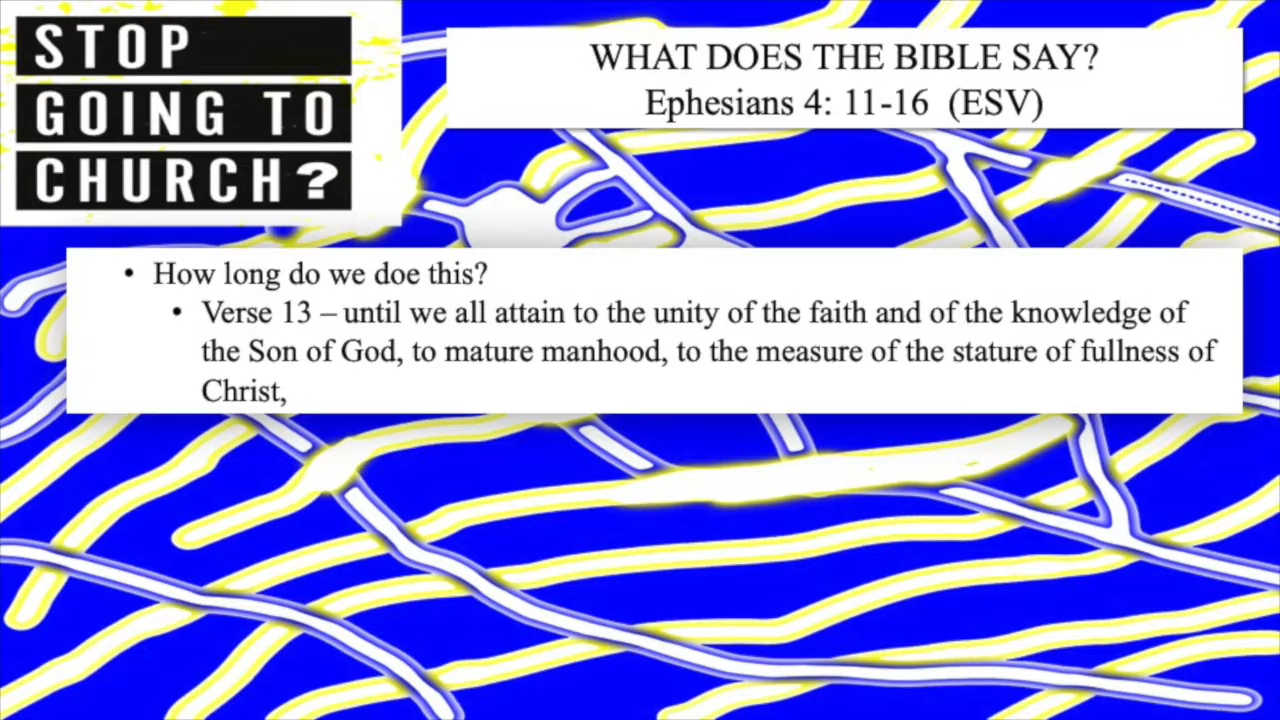 STOP
GOING TO
CHURCH?
WHAT DOES THE BIBLE SAY?
Ephesians 4: 11-16 (ESV)
• How long do we doe this?
• Verse 13 – until we all attain to the unity of the faith and of the knowledge of
the Son of God, to mature manhood, to the measure of the stature of fullness of
Christ,